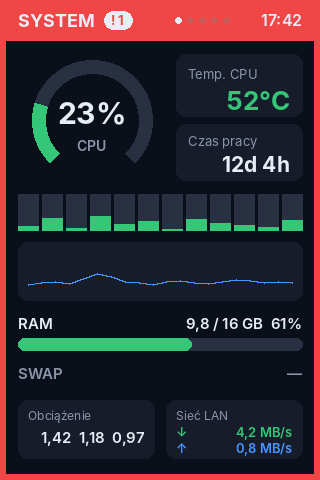 SYSTEM ! 1 17:42
23%
CPU
Temp. CPU
52°C
Czas pracy
12d 4h
RAM 9,8 / 16 GB 61%
SWAP —
Obciążenie
1,42 1,18 0,97
Sieć LAN
↓ 4,2 MB/s
↑ 0,8 MB/s